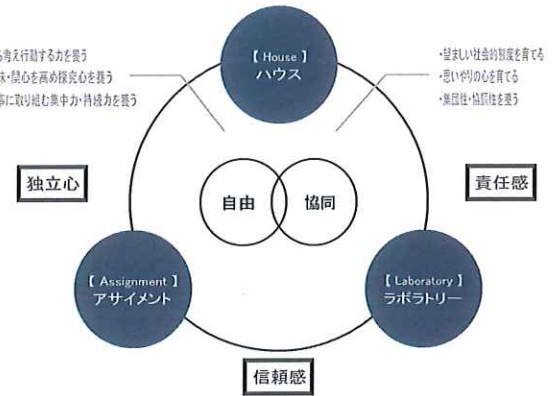 【 House 】
ハウス
考え行動する力を養う
味・関心を高め探究心を養う
に取り組む集中力・持続力を養う
・望ましい社会的態度を育てる
・思いやりの心を育てる
・集団性・協調性を養う
独立心
自由
協同
責任感
【 Assignment 】
アサイメント
【 Laboratory 】
ラボラトリー
信頼感